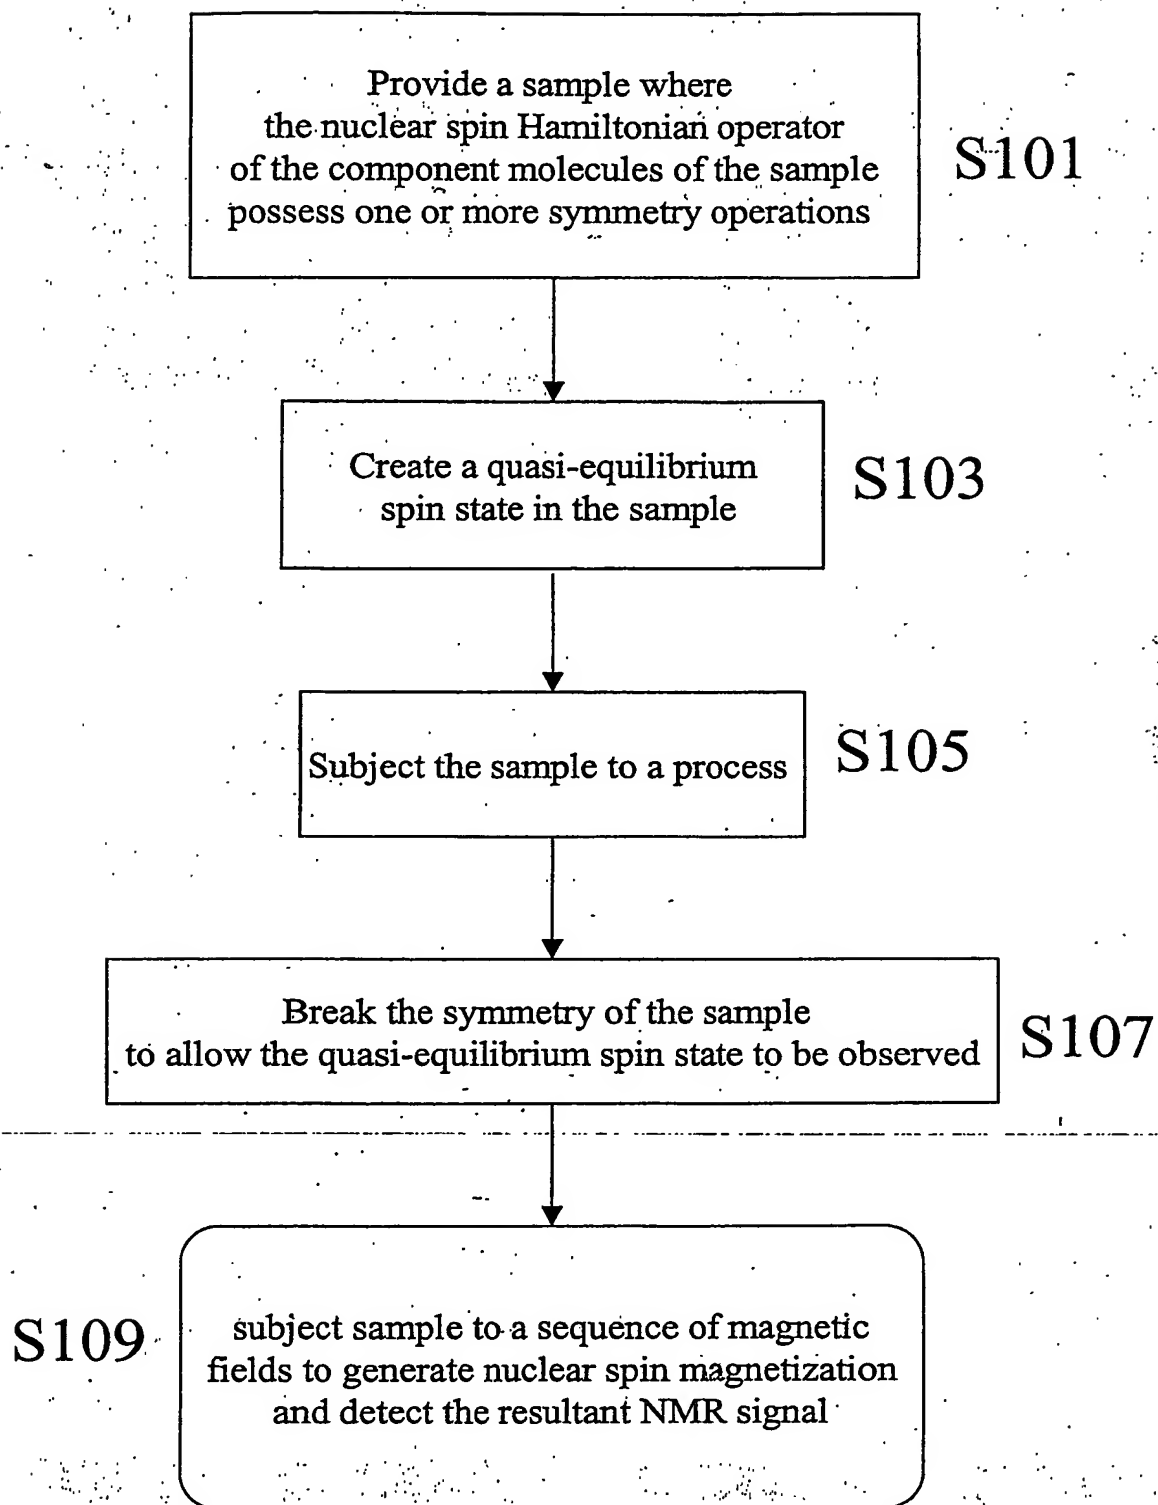 Provide a sample where
the nuclear spin Hamiltonian operator
of the component molecules of the sample
possess one or more symmetry operations
S101
Create a quasi-equilibrium
spin state in the sample
S103
Subject the sample to a process
S105
Break the symmetry of the sample
to allow the quasi-equilibrium spin state to be observed
S107
S109
subject sample to a sequence of magnetic
fields to generate nuclear spin magnetization
and detect the resultant NMR signal